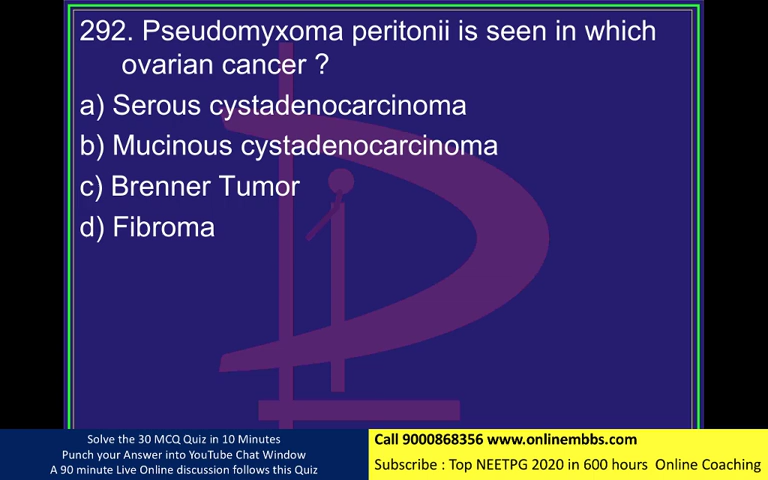 292. Pseudomyxoma peritonii is seen in which
ovarian cancer ?
a) Serous cystadenocarcinoma
b) Mucinous cystadenocarcinoma
c) Brenner Tumor
d) Fibroma
Solve the 30 MCQ Quiz in 10 Minutes
Punch your Answer into YouTube Chat Window
A 90 minute Live Online discussion follows this Quiz
Call 9000868356 www.onlinembbs.com
Subscribe : Top NEETPG 2020 in 600 hours Online Coaching